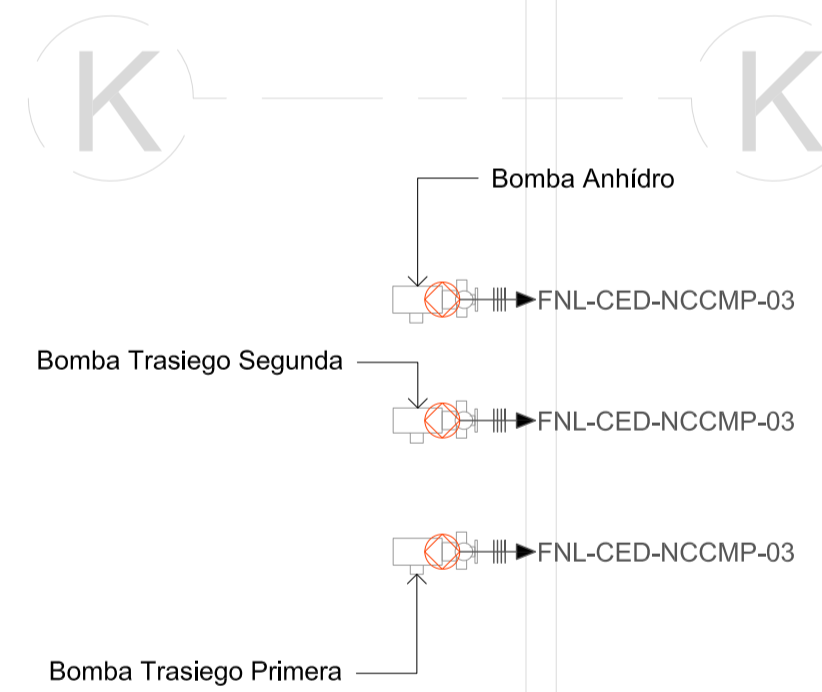 K K
Bomba Anhídro
FNL-CED-NCCMP-03
Bomba Trasiego Segunda
FNL-CED-NCCMP-03
FNL-CED-NCCMP-03
Bomba Trasiego Primera